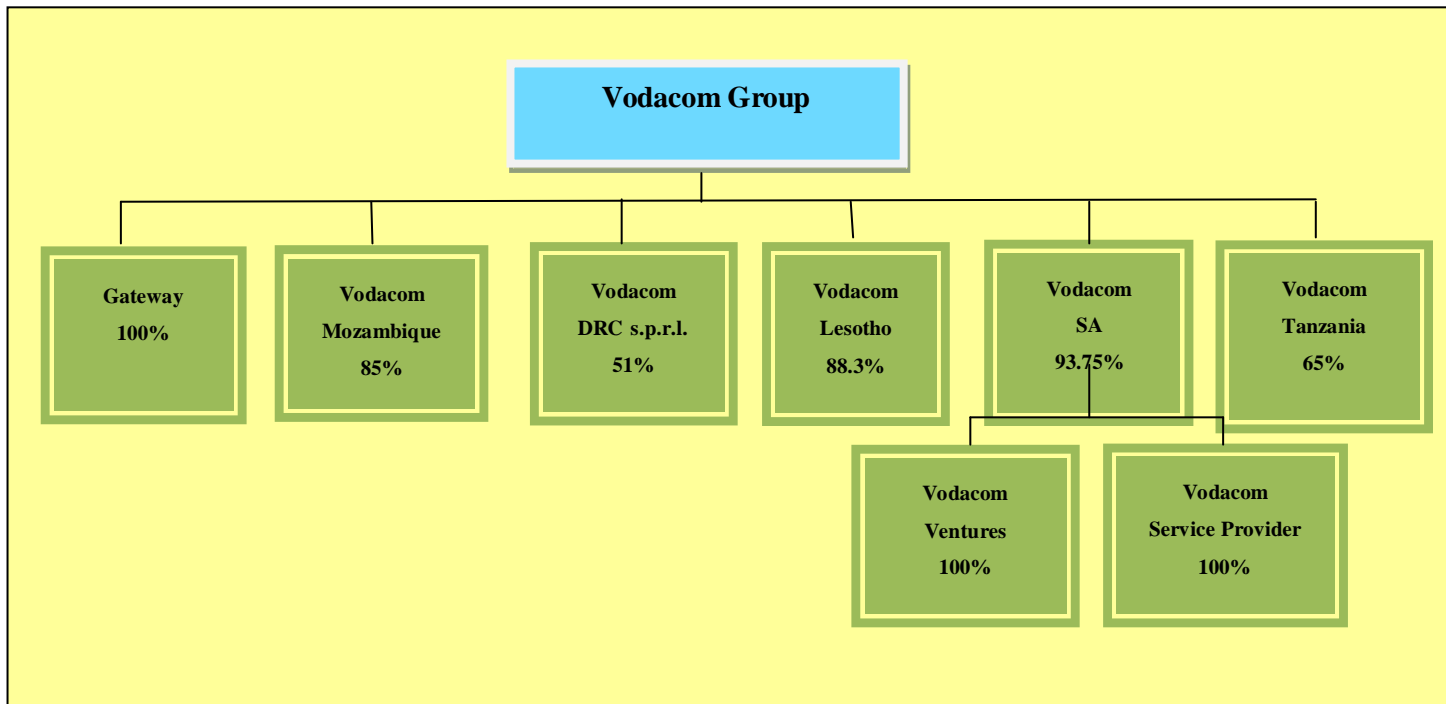 Vodacom Group
Gateway
100%
Vodacom
Mozambique
85%
Vodacom
DRC s.p.r.l.
51%
Vodacom
Lesotho
88.3%
Vodacom
SA
93.75%
Vodacom
Tanzania
65%
Vodacom
Ventures
100%
Vodacom
Service Provider
100%